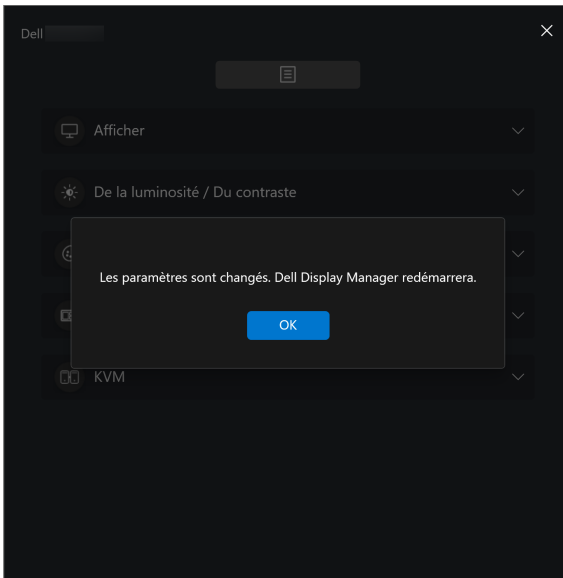 Dell
Afficher
De la luminosité / Du contraste
Les paramètres sont changés. Dell Display Manager redémarrera.
OK
KVM